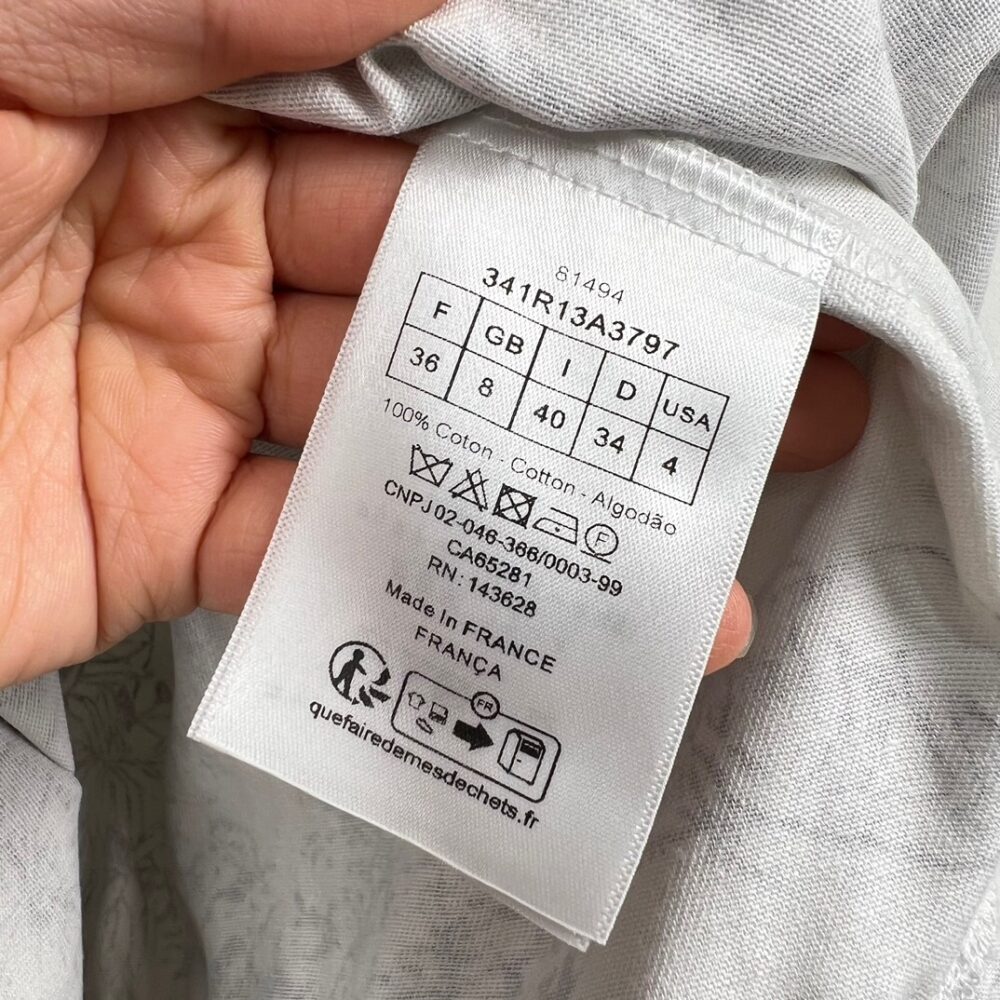 81494
341R13A3797
F GB I D USA
36 8 40 34 4
100% Coton - Cotton - Algodão
F
CNPJ 02-046-366/0003-99
CA65281
RN: 143628
Made In FRANCE
FRANÇA
FR
quefairedemesdechets.fr